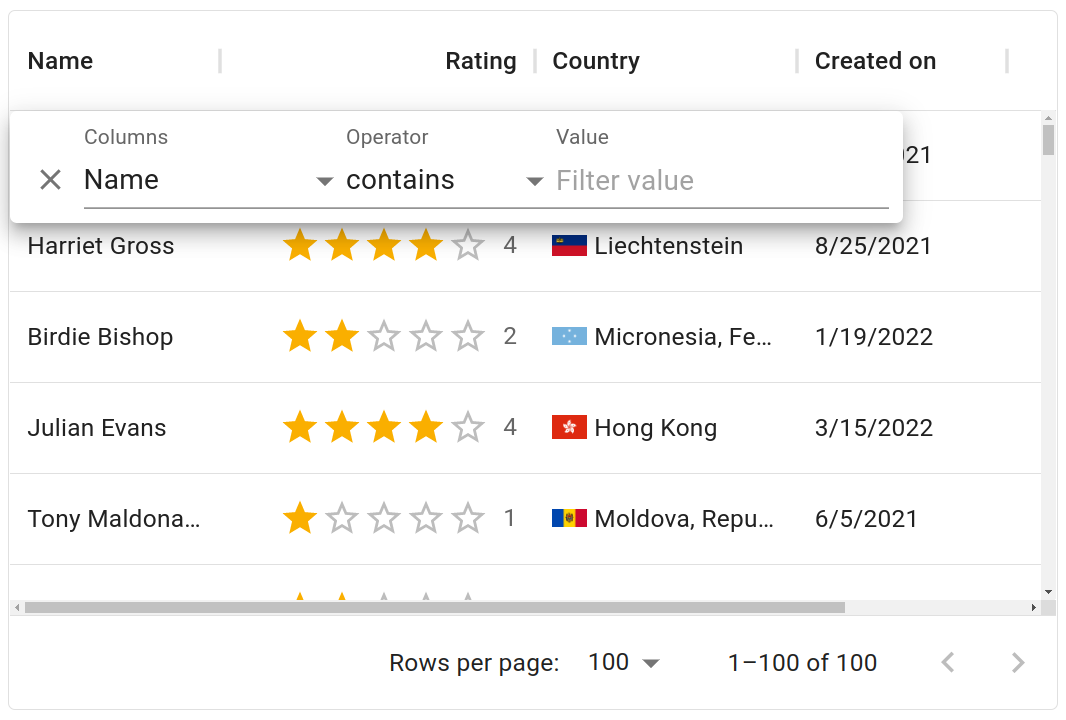 Name Rating Country Created on
Columns Operator Value
Name contains Filter value
21
Harriet Gross 4 Liechtenstein 8/25/2021
Birdie Bishop 2 Micronesia, Fe... 1/19/2022
Julian Evans 4 Hong Kong 3/15/2022
Tony Maldona... 1 Moldova, Repu... 6/5/2021
Rows per page: 100 1–100 of 100